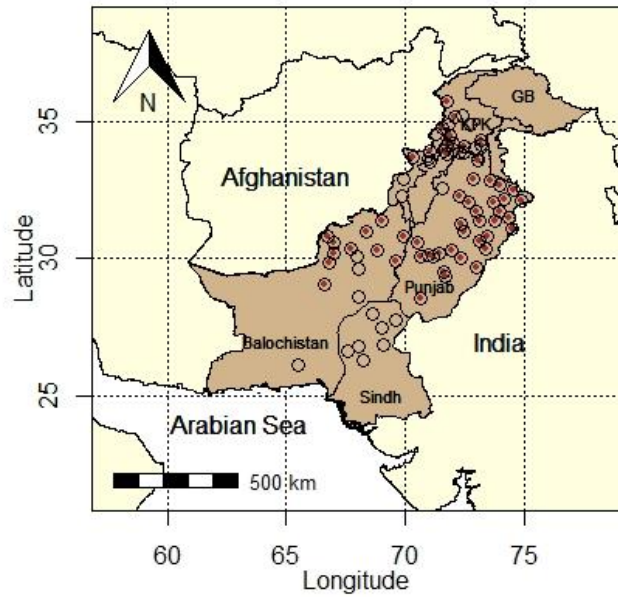 N
GB
KPK
35
Afghanistan
30
Latitude
Punjab
Balochistan
India
25
Sindh
Arabian Sea
500 km
60 65 70 75
Longitude